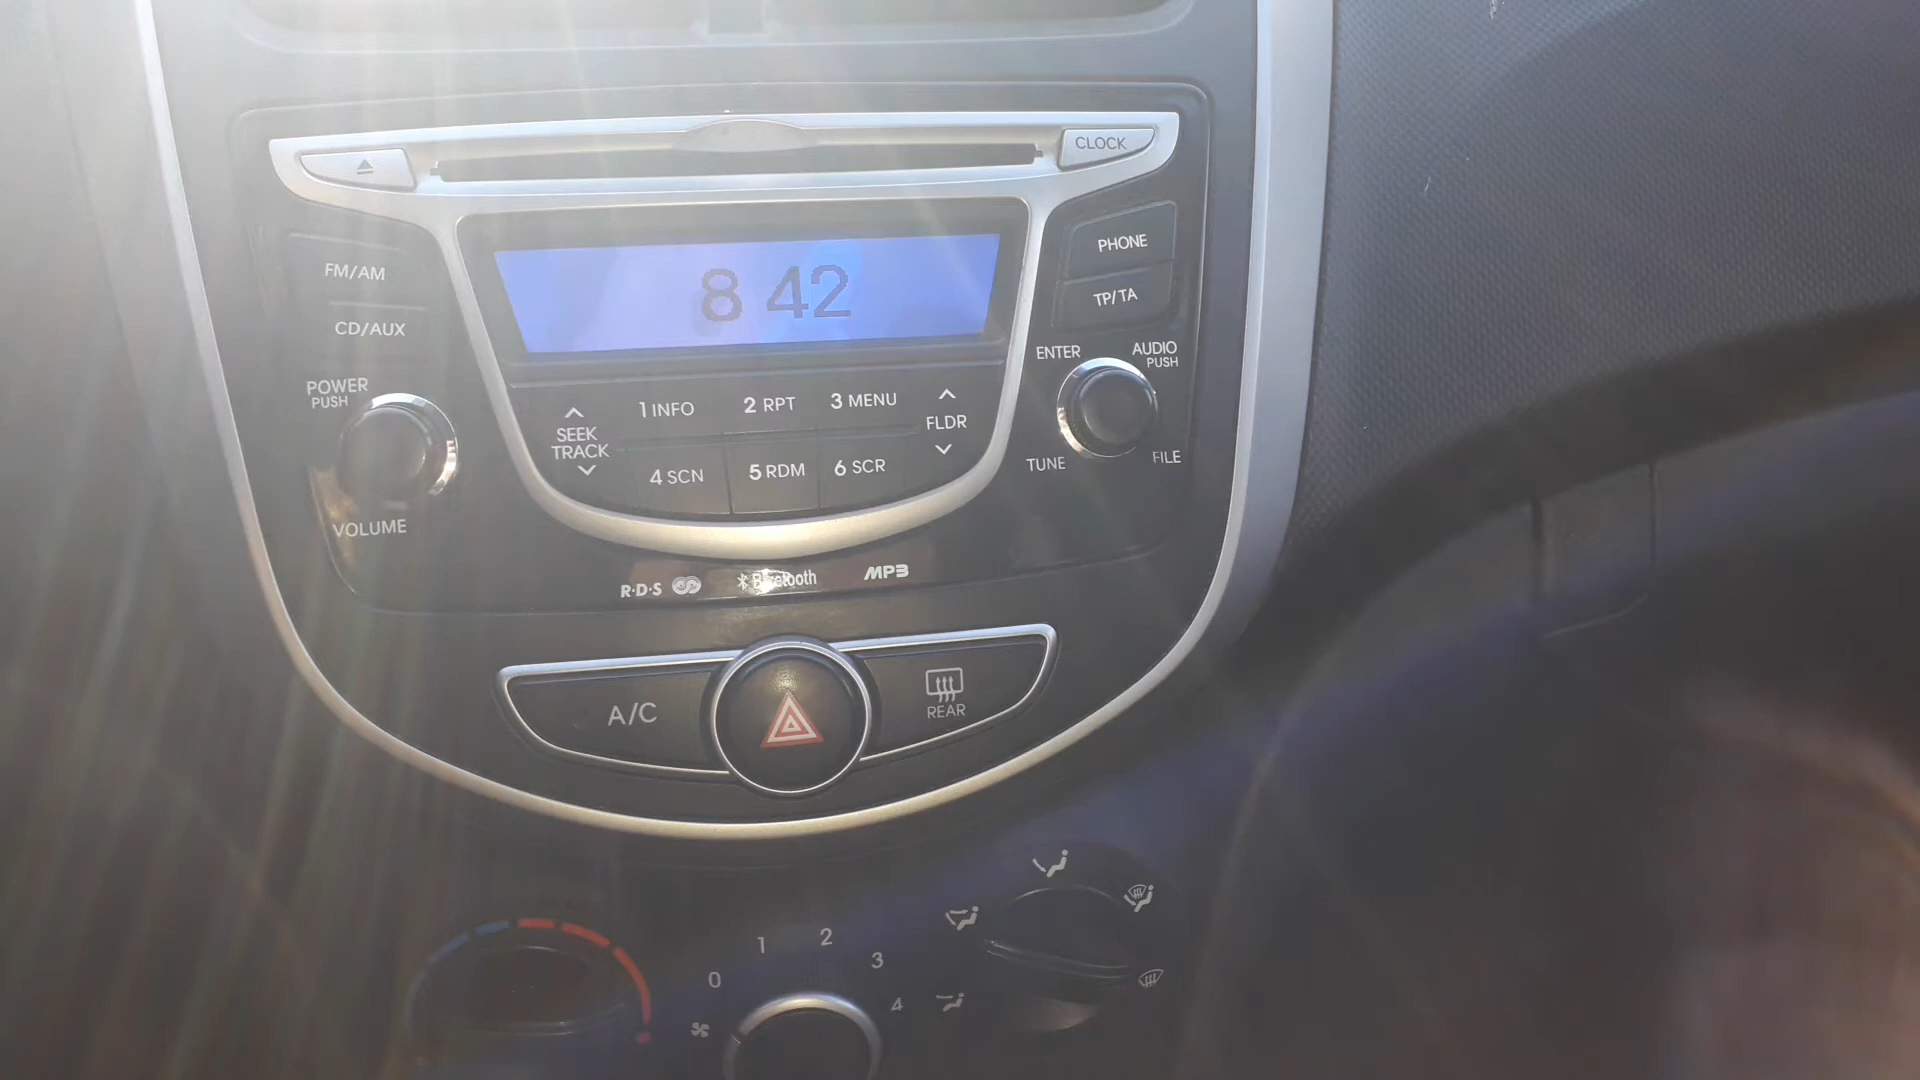 CLOCK
PHONE
FM/AM
8 42
TP/TA
CD/AUX
ENTER
AUDIO
PUSH
POWER
PUSH
1 INFO
2 RPT
3 MENU
FLDR
SEEK
TRACK
4 SCN
5 RDM
6 SCR
TUNE
FILE
VOLUME
R·D·S
Bluetooth
MP3
A/C
REAR
0
1
2
3
4